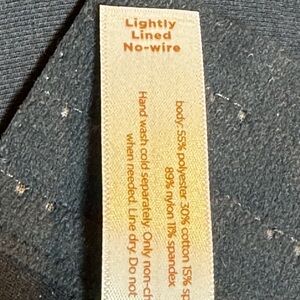 Lightly
Lined
No-wire
body: 55% polyester 30% cotton 15%
89% nylon 11% spandex
Hand wash cold separately. Only
when needed. Line dry. Do not